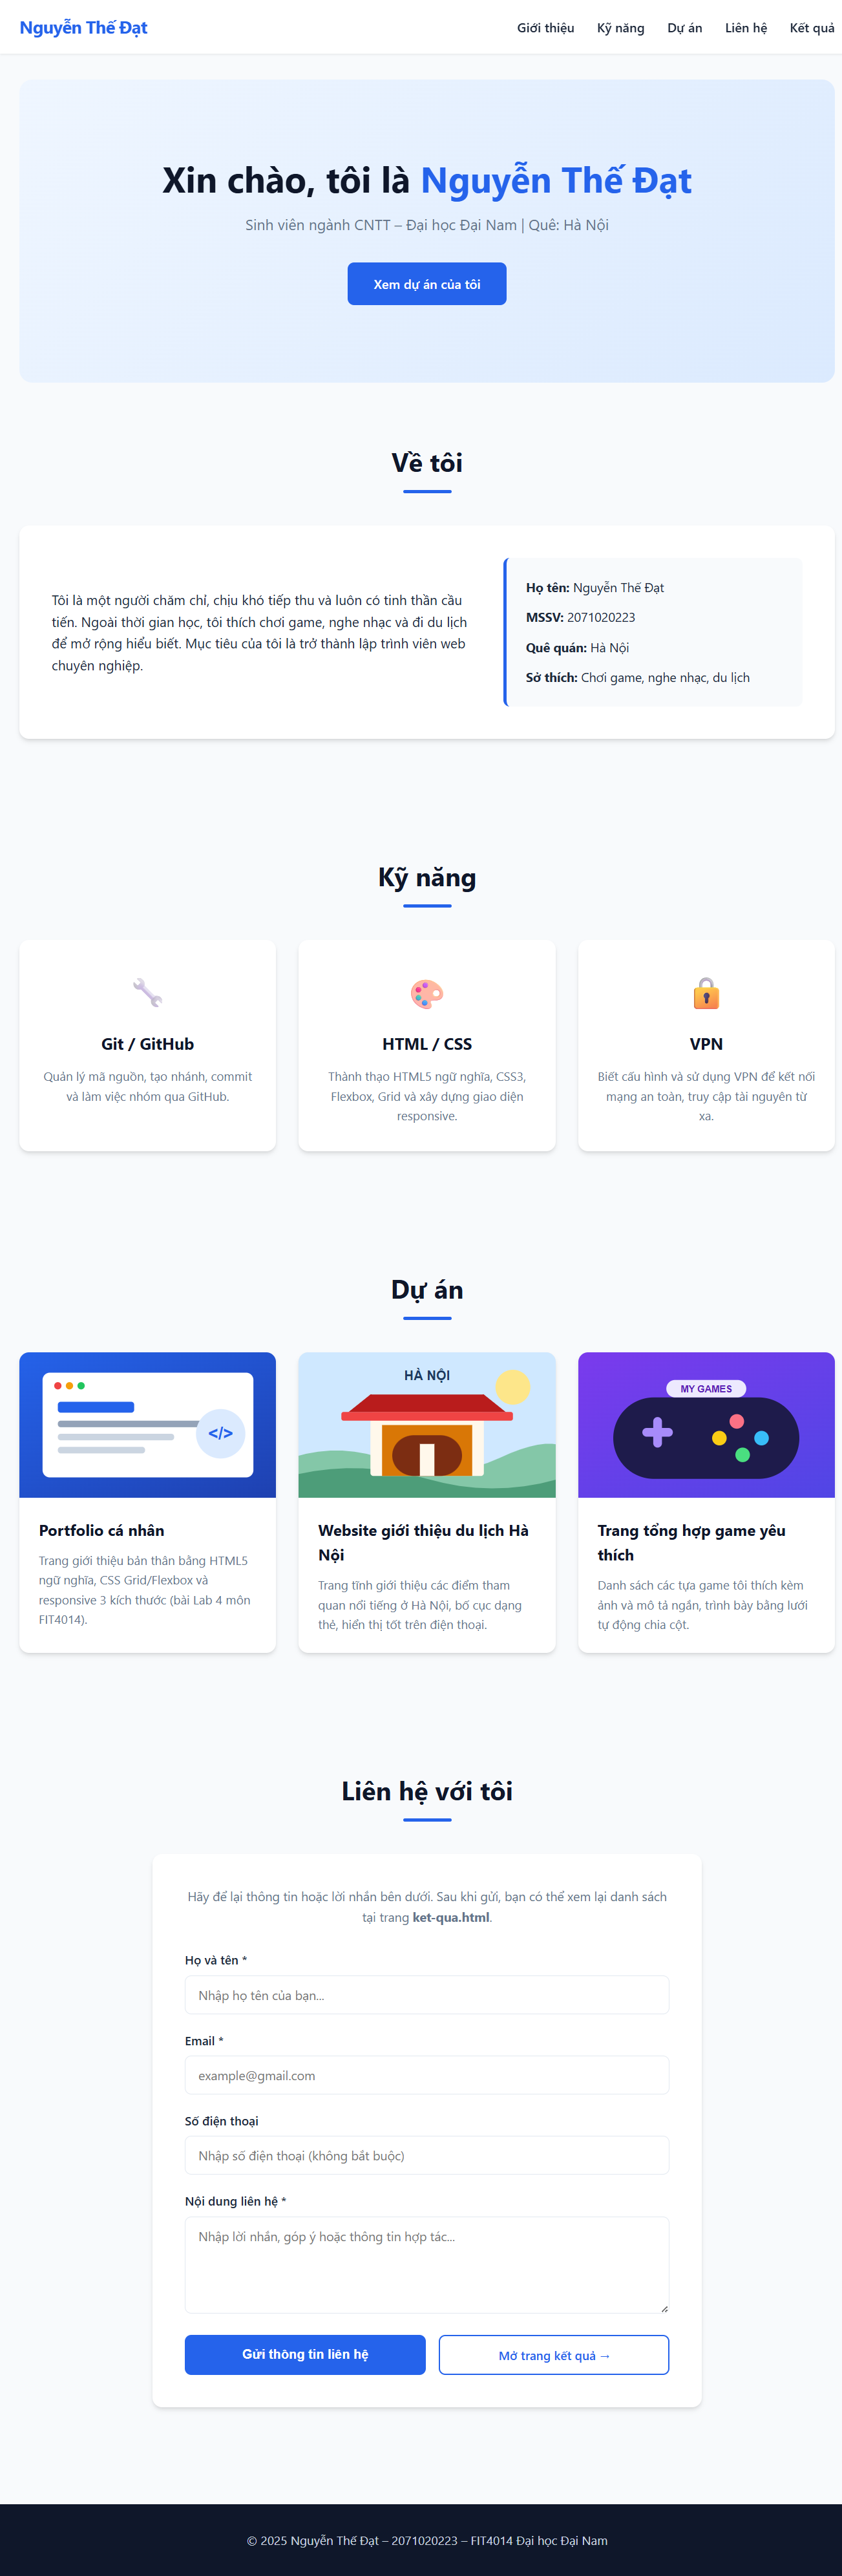 Nguyễn Thế Đạt
Giới thiệu
Kỹ năng
Dự án
Liên hệ
Kết quả
Xin chào, tôi là Nguyễn Thế Đạt
Sinh viên ngành CNTT – Đại học Đại Nam | Quê: Hà Nội
Xem dự án của tôi
Về tôi
Tôi là một người chăm chỉ, chịu khó tiếp thu và luôn có tinh thần cầu
tiến. Ngoài thời gian học, tôi thích chơi game, nghe nhạc và đi du lịch
để mở rộng hiểu biết. Mục tiêu của tôi là trở thành lập trình viên web
chuyên nghiệp.
Họ tên: Nguyễn Thế Đạt
MSSV: 2071020223
Quê quán: Hà Nội
Sở thích: Chơi game, nghe nhạc, du lịch
Kỹ năng
Git / GitHub
Quản lý mã nguồn, tạo nhánh, commit
và làm việc nhóm qua GitHub.
HTML / CSS
Thành thạo HTML5 ngữ nghĩa, CSS3,
Flexbox, Grid và xây dựng giao diện
responsive.
VPN
Biết cấu hình và sử dụng VPN để kết nối
mạng an toàn, truy cập tài nguyên từ
xa.
Dự án
</>
Portfolio cá nhân
Trang giới thiệu bản thân bằng HTML5
ngữ nghĩa, CSS Grid/Flexbox và
responsive 3 kích thước (bài Lab 4 môn
FIT4014).
HÀ NỘI
Website giới thiệu du lịch Hà
Nội
Trang tĩnh giới thiệu các điểm tham
quan nổi tiếng ở Hà Nội, bố cục dạng
thẻ, hiển thị tốt trên điện thoại.
MY GAMES
Trang tổng hợp game yêu
thích
Danh sách các tựa game tôi thích kèm
ảnh và mô tả ngắn, trình bày bằng lưới
tự động chia cột.
Liên hệ với tôi
Hãy để lại thông tin hoặc lời nhắn bên dưới. Sau khi gửi, bạn có thể xem lại danh sách
tại trang ket-qua.html.
Họ và tên *
Nhập họ tên của bạn...
Email *
example@gmail.com
Số điện thoại
Nhập số điện thoại (không bắt buộc)
Nội dung liên hệ *
Nhập lời nhắn, góp ý hoặc thông tin hợp tác...
Gửi thông tin liên hệ
Mở trang kết quả →
© 2025 Nguyễn Thế Đạt – 2071020223 – FIT4014 Đại học Đại Nam